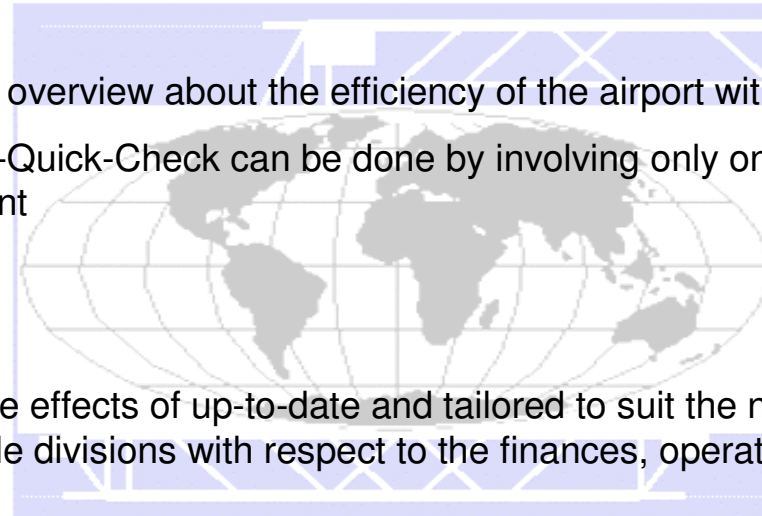 overview about the efficiency of the airport wit
-Quick-Check can be done by involving only or
nt
e effects of up-to-date and tailored to suit the n
le divisions with respect to the finances, operat